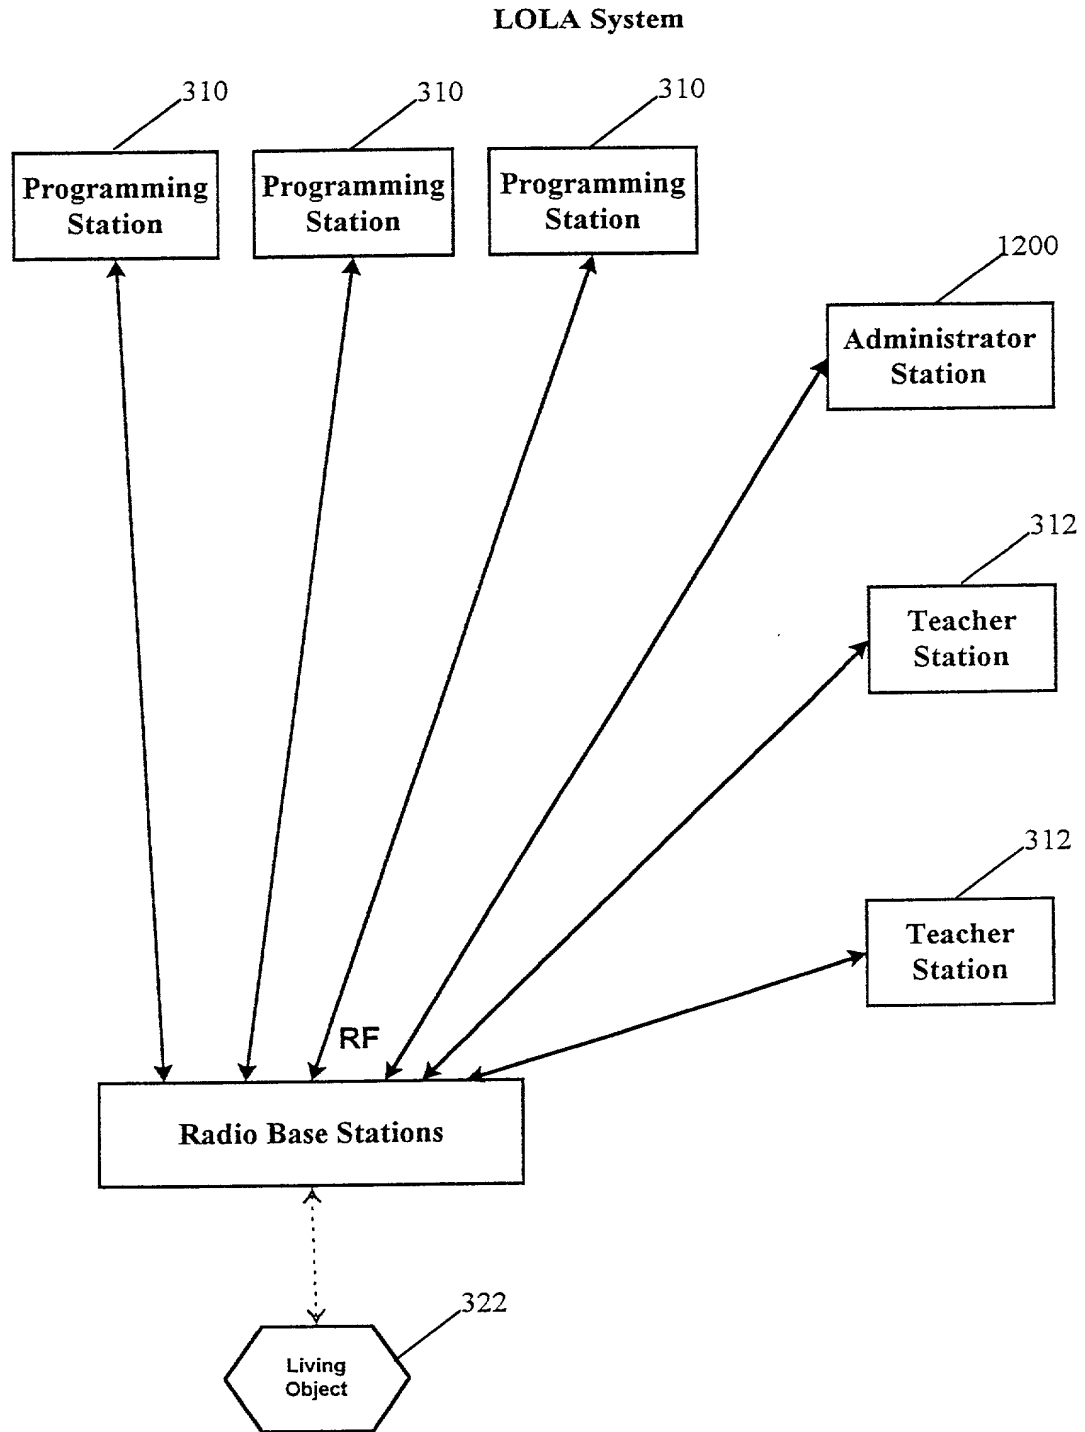 LOLA System
310
310
310
Programming
Station
Programming
Station
Programming
Station
1200
Administrator
Station
312
Teacher
Station
312
Teacher
Station
RF
Radio Base Stations
322
Living
Object